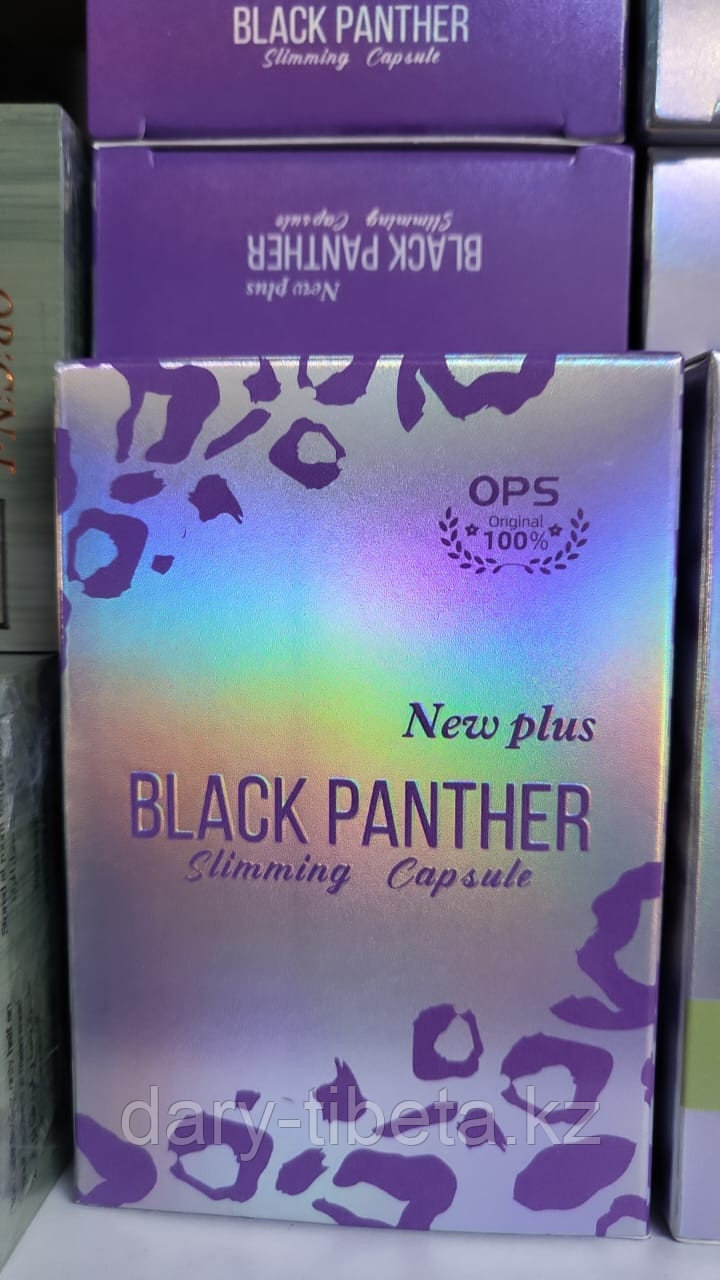 BLACK PANTHER
Slimming Capsule
New plus
BLACK PANTHER
Slimming Capsule
OPS
Original
100%
New plus
BLACK PANTHER
Slimming Capsule
dary-tibeta.kz